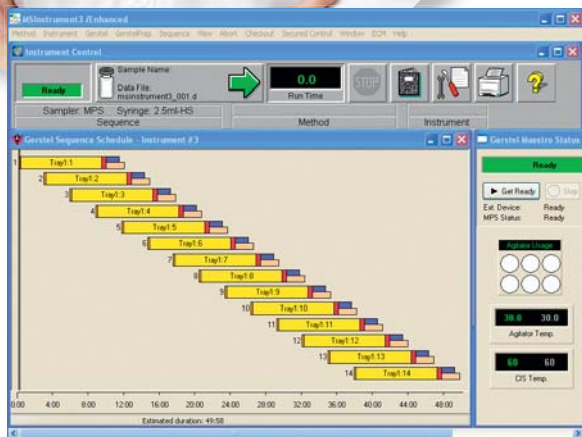 MSInstrument3 /Enhanced
Method Instrument Gerstel GerstelPrep Sequence View Abort Checkout Secured Control Window ECM Help
Instrument Control
Ready
Sample Name:
Data File:
msinstrument3_001.d
0.0
Run Time
STOP
Sampler: MPS Syringe: 2.5ml-HS
Sequence
Method
Instrument
Gerstel Sequence Schedule - Instrument #3
1 Tray1:1
2 Tray1:2
3 Tray1:3
4 Tray1:4
5 Tray1:5
6 Tray1:6
7 Tray1:7
8 Tray1:8
9 Tray1:9
10 Tray1:10
11 Tray1:11
12 Tray1:12
13 Tray1:13
14 Tray1:14
0:00 4:00 8:00 12:00 16:00 20:00 24:00 28:00 32:00 36:00 40:00 44:00 48:00
Estimated duration: 49:58
Gerstel Maestro Status
Ready
Get Ready Stop
Ext. Device: Ready
MPS Status: Ready
Agitator Usage
30.0 30.0
Agitator Temp.
60 60
CIS Temp.